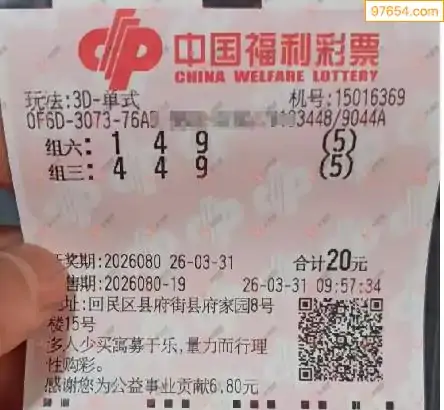 97654.com
中国福利彩票
CHINA WELFARE LOTTERY
玩法:3D-单式 机号:15016369
0F6D-3073-76A 3448/9044A
组六: 1 4 9 (5)
组三: 4 4 9 (5)
奖期:2026080 26-03-31 合计20元
售期:2026080-19 26-03-31 09:57:34
地址:回民区县府街县府家园8号
楼15号
多人少买寓募于乐,量力而行理
性购彩。
感谢您为公益事业贡献6.80元